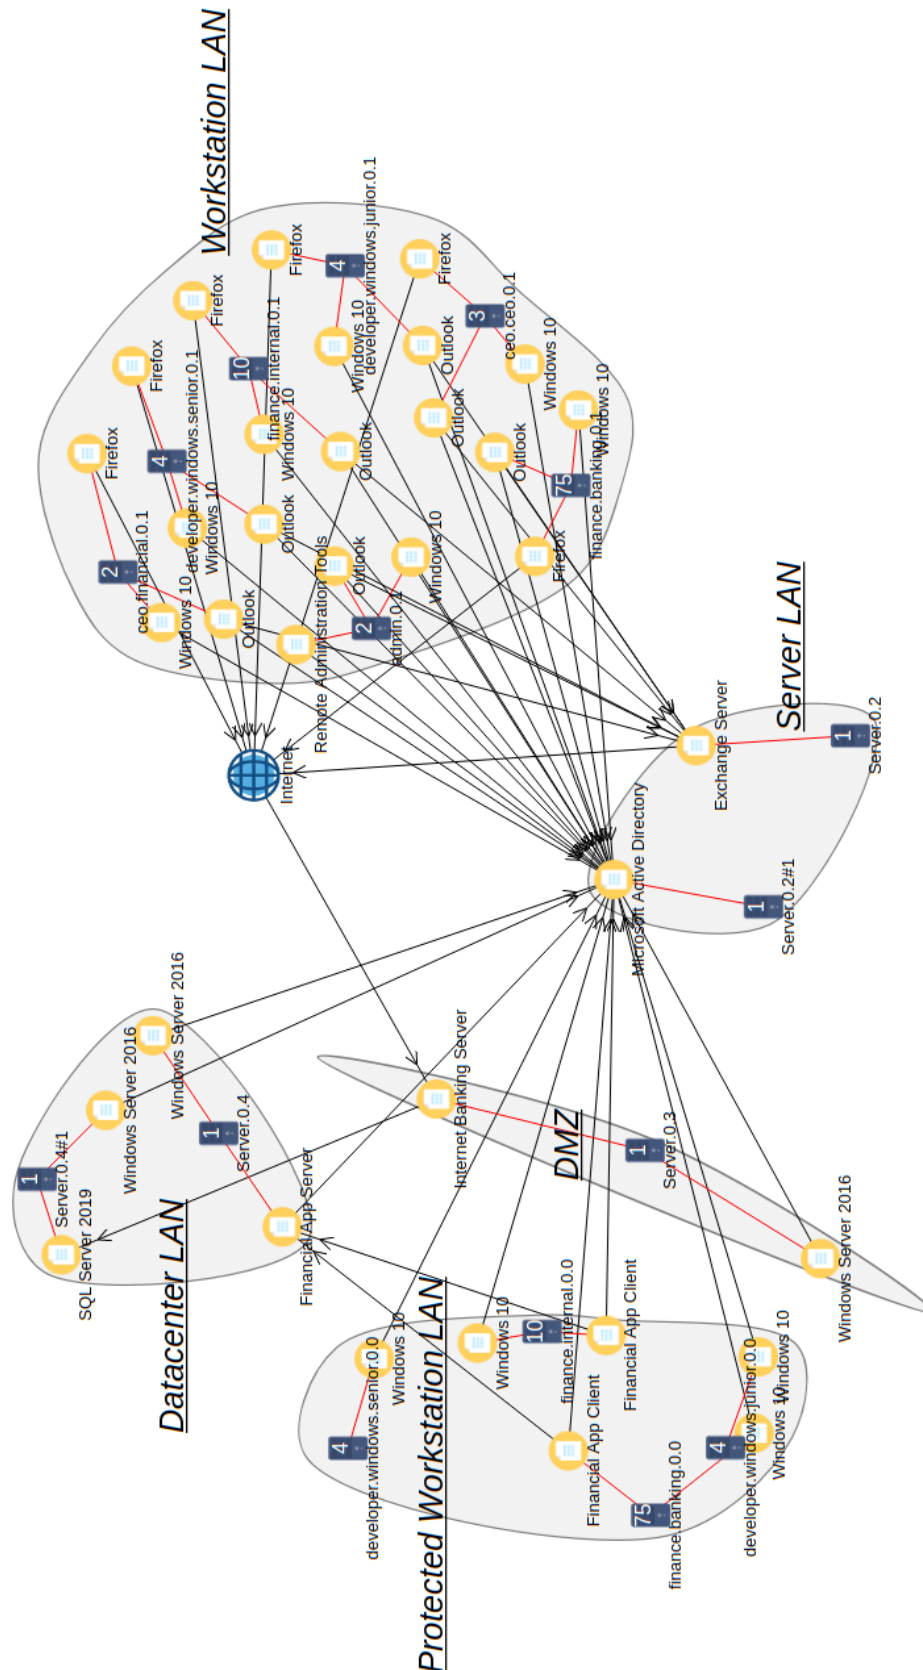 Workstation LAN
Firefox
2
ceo.financial.0.1
Windows 10
Outlook
Firefox
4
developer.windows.senior.0.1
Windows 10
Outlook
Firefox
10
finance.internal.0.1
Windows 10
Outlook
Firefox
4
developer.windows.junior.0.1
Windows 10
Outlook
Firefox
3
ceo.ceo.0.1
Outlook
Windows 10
Outlook
75
finance.banking.0.1
Windows 10
Firefox
Remote Administration Tools
2
admin.0.1
Outlook
Windows 10
Internet
Server LAN
Exchange Server
1
Server.0.2
Microsoft Active Directory
1
Server.0.2#1
Datacenter LAN
Windows Server 2016
Windows Server 2016
1
Server.0.4#1
SQL Server 2019
1
Server.0.4
Financial App Server
DMZ
Internet Banking Server
1
Server.0.3
Windows Server 2016
Protected Workstation LAN
4
developer.windows.senior.0.0
Windows 10
Windows 10
10
finance.internal.0.0
Financial App Client
Financial App Client
75
finance.banking.0.0
4
developer.windows.junior.0.0
Windows 10
Windows 10